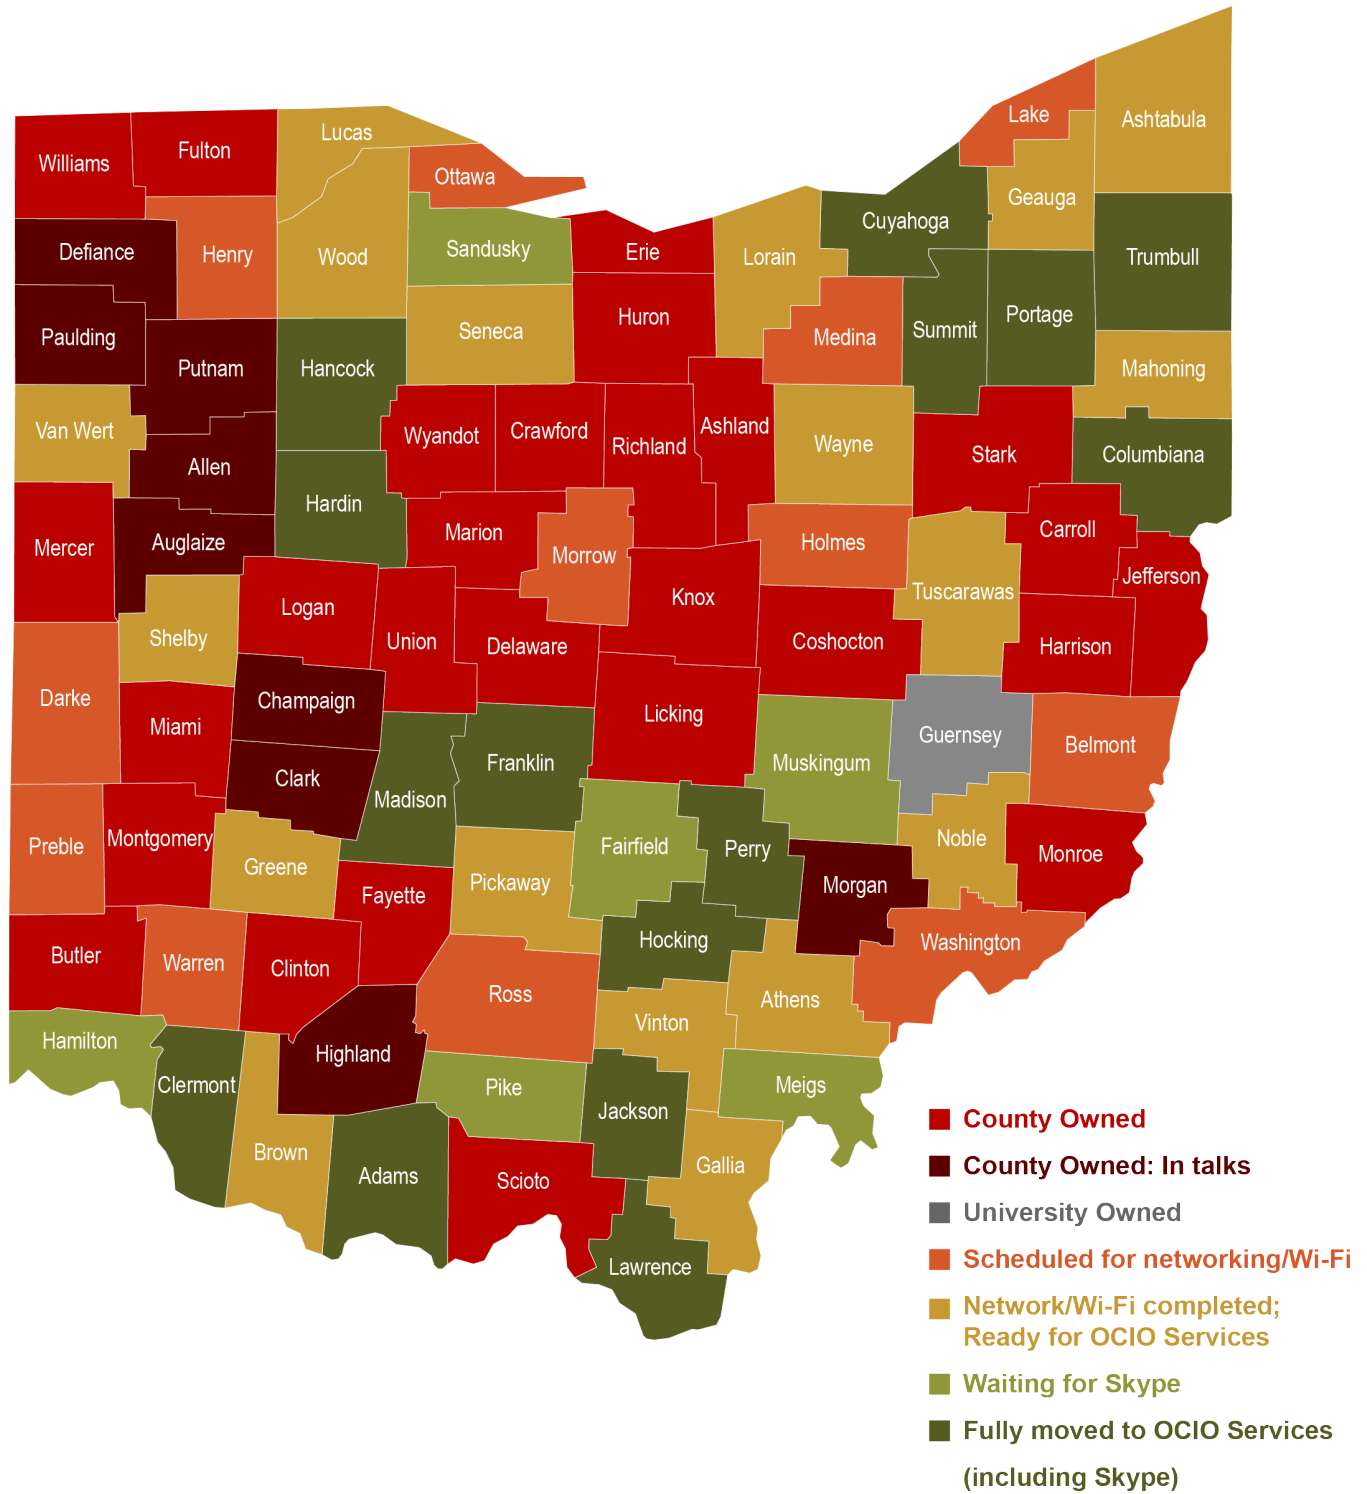 Lake
Ashtabula
Lucas
Fulton
Williams
Ottawa
Geauga
Cuyahoga
Sandusky
Defiance
Henry
Wood
Erie
Lorain
Trumbull
Huron
Portage
Paulding
Seneca
Medina
Summit
Putnam
Hancock
Mahoning
Van Wert
Wyandot
Crawford
Richland
Ashland
Wayne
Stark
Columbiana
Allen
Hardin
Mercer
Auglaize
Marion
Morrow
Holmes
Carroll
Jefferson
Logan
Knox
Tuscarawas
Shelby
Union
Delaware
Coshocton
Harrison
Darke
Champaign
Miami
Licking
Guernsey
Belmont
Clark
Madison
Franklin
Muskingum
Preble
Montgomery
Greene
Fairfield
Perry
Noble
Monroe
Fayette
Pickaway
Morgan
Butler
Warren
Clinton
Hocking
Washington
Ross
Athens
Hamilton
Highland
Vinton
Clermont
Pike
Jackson
Meigs
Brown
Adams
Scioto
Gallia
Lawrence
County Owned
County Owned: In talks
University Owned
Scheduled for networking/Wi-Fi
Network/Wi-Fi completed;
Ready for OCIO Services
Waiting for Skype
Fully moved to OCIO Services
(including Skype)